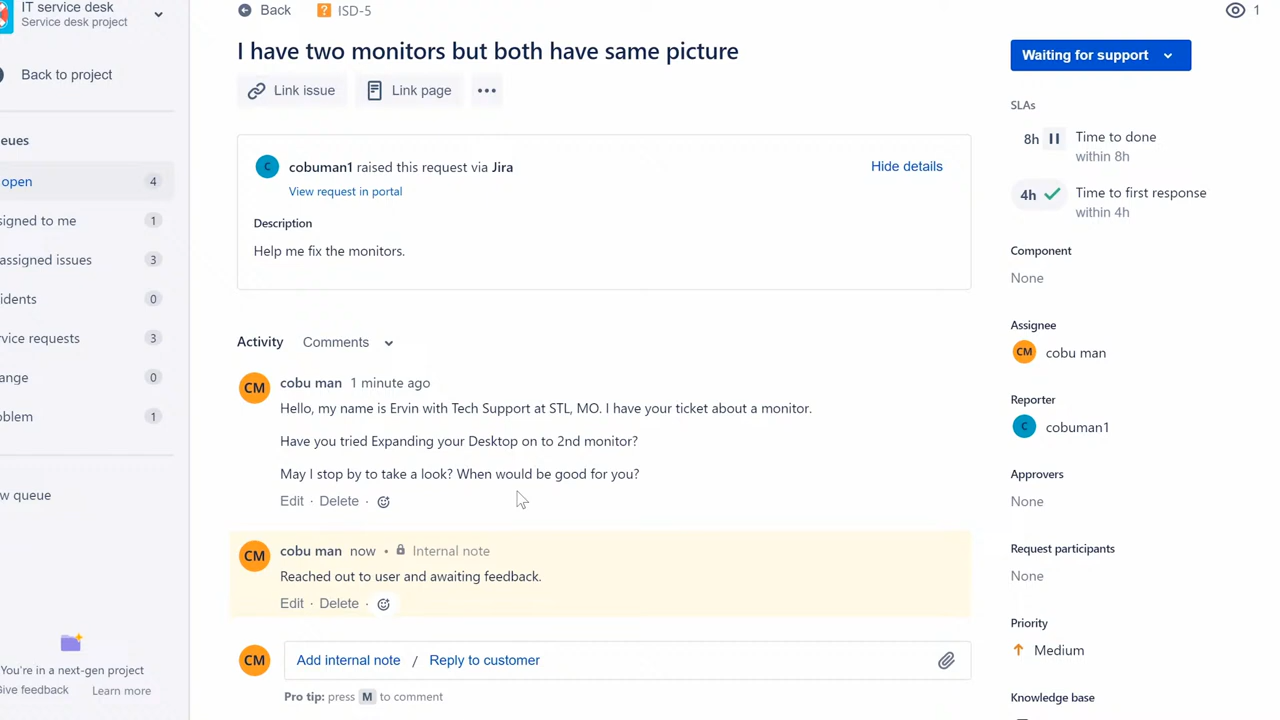 IT service desk
Service desk project
Back to project
eues
open 4
signed to me 1
assigned issues 3
idents 0
rvice requests 3
ange 0
oblem 1
w queue
You're in a next-gen project
Give feedback Learn more
Back ISD-5
I have two monitors but both have same picture
Link issue Link page •••
C cobuman1 raised this request via Jira Hide details
View request in portal
Description
Help me fix the monitors.
Activity Comments
CM cobu man 1 minute ago
Hello, my name is Ervin with Tech Support at STL, MO. I have your ticket about a monitor.
Have you tried Expanding your Desktop on to 2nd monitor?
May I stop by to take a look? When would be good for you?
Edit · Delete ·
CM cobu man now • Internal note
Reached out to user and awaiting feedback.
Edit · Delete ·
CM Add internal note / Reply to customer
Pro tip: press M to comment
1
Waiting for support
SLAs
8h Time to done
within 8h
4h Time to first response
within 4h
Component
None
Assignee
CM cobu man
Reporter
C cobuman1
Approvers
None
Request participants
None
Priority
Medium
Knowledge base